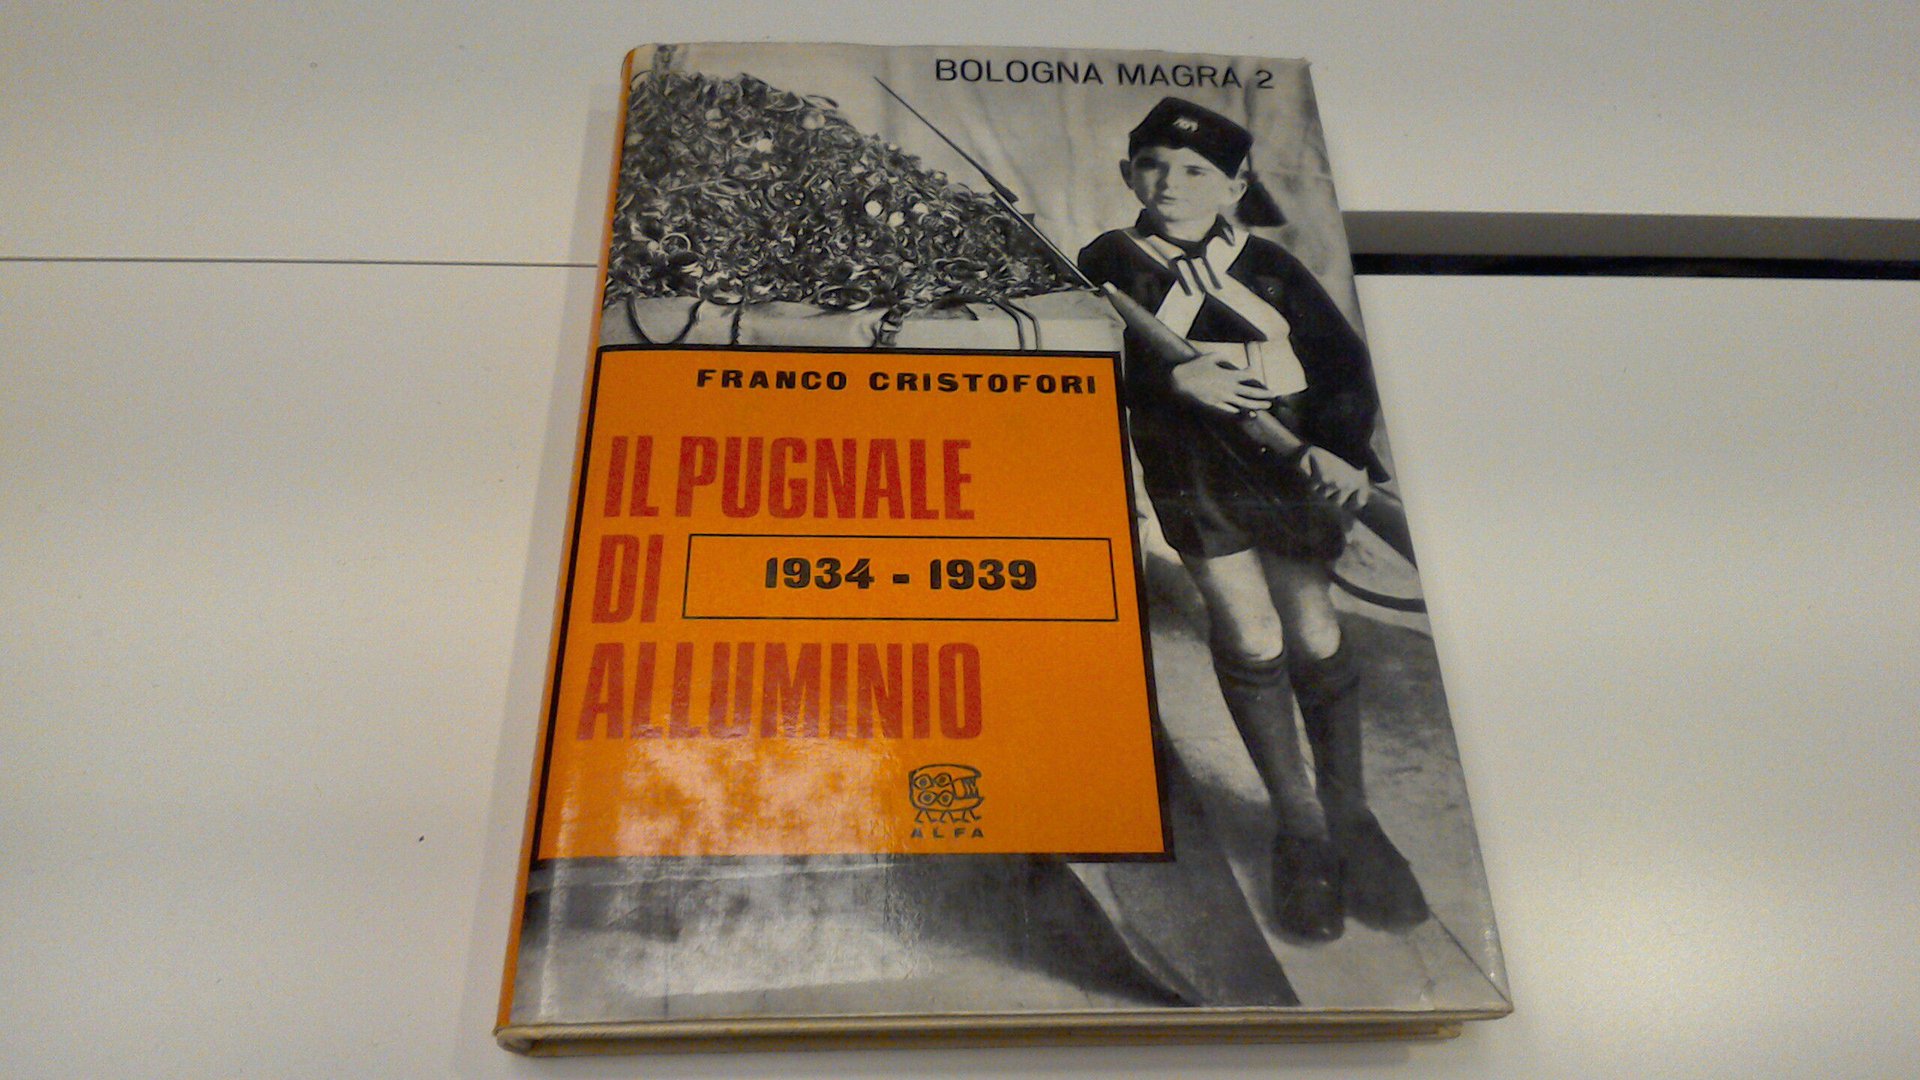 BOLOGNA MAGRA 2
FRANCO CRISTOFORI
IL PUGNALE
DI
1934 - 1939
ALLUMINIO
ALFA